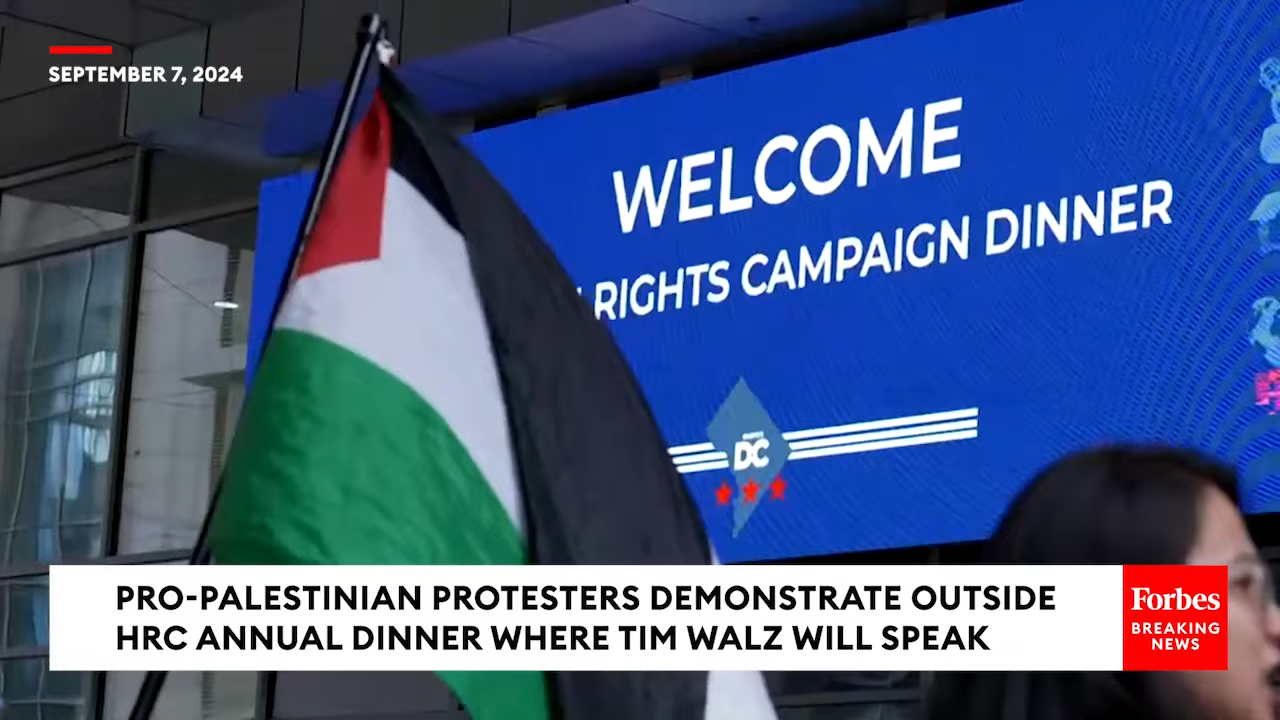 SEPTEMBER 7, 2024
WELCOME
RIGHTS CAMPAIGN DINNER
DC
PRO-PALESTINIAN PROTESTERS DEMONSTRATE OUTSIDE
HRC ANNUAL DINNER WHERE TIM WALZ WILL SPEAK
Forbes
BREAKING
NEWS